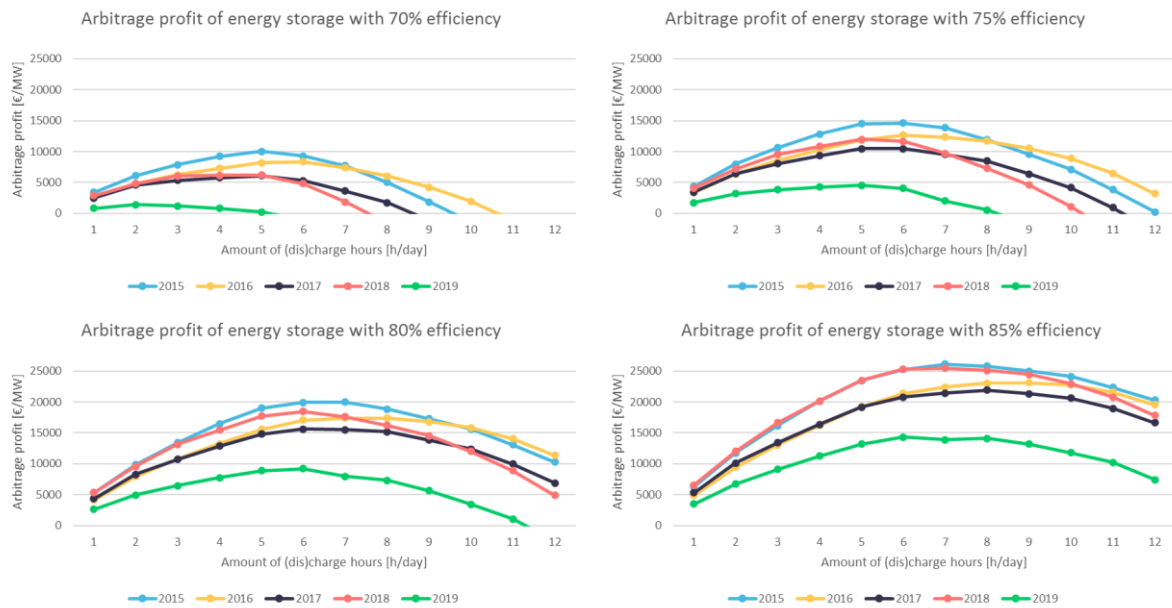 Arbitrage profit of energy storage with 70% efficiency
Arbitrage profit [€/MW]
25000
20000
15000
10000
5000
0
1 2 3 4 5 6 7 8 9 10 11 12
Amount of (dis)charge hours [h/day]
2015 2016 2017 2018 2019
Arbitrage profit of energy storage with 75% efficiency
Arbitrage profit [€/MW]
25000
20000
15000
10000
5000
0
1 2 3 4 5 6 7 8 9 10 11 12
Amount of (dis)charge hours [h/day]
2015 2016 2017 2018 2019
Arbitrage profit of energy storage with 80% efficiency
Arbitrage profit [€/MW]
25000
20000
15000
10000
5000
0
1 2 3 4 5 6 7 8 9 10 11 12
Amount of (dis)charge hours [h/day]
2015 2016 2017 2018 2019
Arbitrage profit of energy storage with 85% efficiency
Arbitrage profit [€/MW]
25000
20000
15000
10000
5000
0
1 2 3 4 5 6 7 8 9 10 11 12
Amount of (dis)charge hours [h/day]
2015 2016 2017 2018 2019